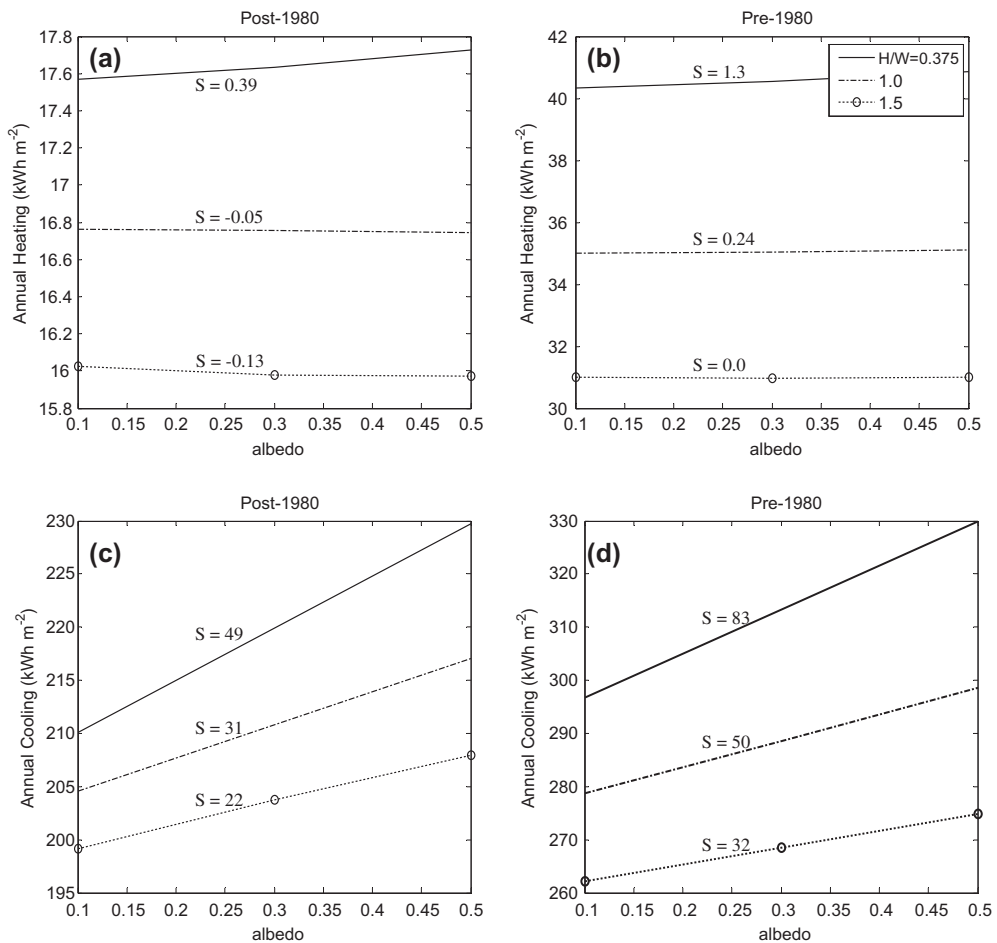 Post-1980
(a)
17.8
17.6
17.4
17.2
17
16.8
16.6
16.4
16.2
16
15.8
Annual Heating (kWh m-2)
S = 0.39
S = -0.05
S = -0.13
0.1 0.15 0.2 0.25 0.3 0.35 0.4 0.45 0.5
albedo
Pre-1980
(b)
42
40
38
36
34
32
30
Annual Heating (kWh m-2)
H/W=0.375
1.0
1.5
S = 1.3
S = 0.24
S = 0.0
0.1 0.15 0.2 0.25 0.3 0.35 0.4 0.45 0.5
albedo
Post-1980
(c)
230
225
220
215
210
205
200
195
Annual Cooling (kWh m-2)
S = 49
S = 31
S = 22
0.1 0.15 0.2 0.25 0.3 0.35 0.4 0.45 0.5
albedo
Pre-1980
(d)
330
320
310
300
290
280
270
260
Annual Cooling (kWh m-2)
S = 83
S = 50
S = 32
0.1 0.15 0.2 0.25 0.3 0.35 0.4 0.45 0.5
albedo